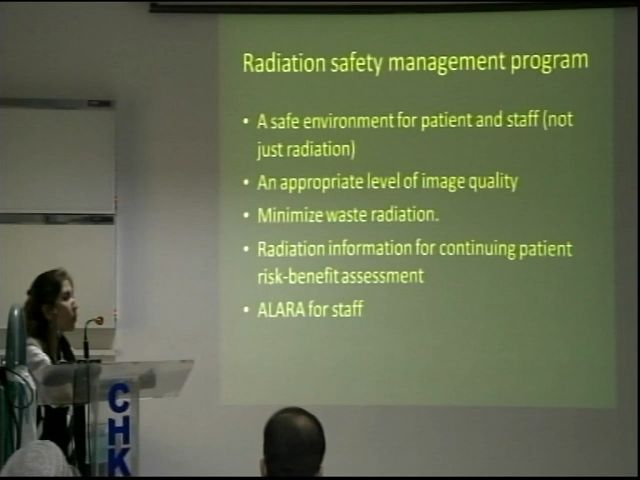 Radiation safety management program
• A safe environment for patient and staff (not
just radiation)
• An appropriate level of image quality
• Minimize waste radiation.
• Radiation information for continuing patient
risk-benefit assessment
• ALARA for staff
CHK